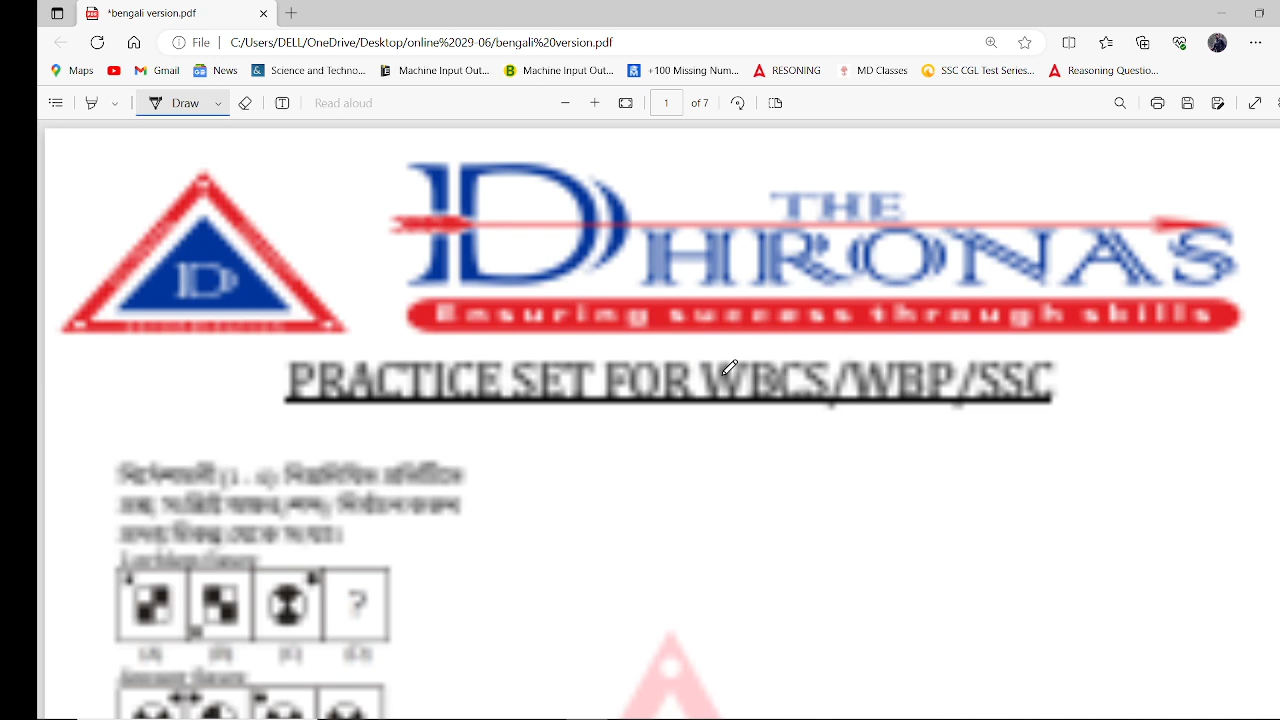 *bengali version.pdf
File | C:/Users/DELL/OneDrive/Desktop/online%2029-06/bengali%20version.pdf
Maps
Gmail
News
Science and Techno...
Machine Input Out...
Machine Input Out...
+100 Missing Num...
RESONING
MD Classes
SSC CGL Test Series...
Reasoning Questio...
Draw
Read aloud
1 of 7
D
THE
DHRONAS
Ensuring success through skills
PRACTICE SET FOR WBCS/WBP/SSC
?
(A) (B) (C) (D)